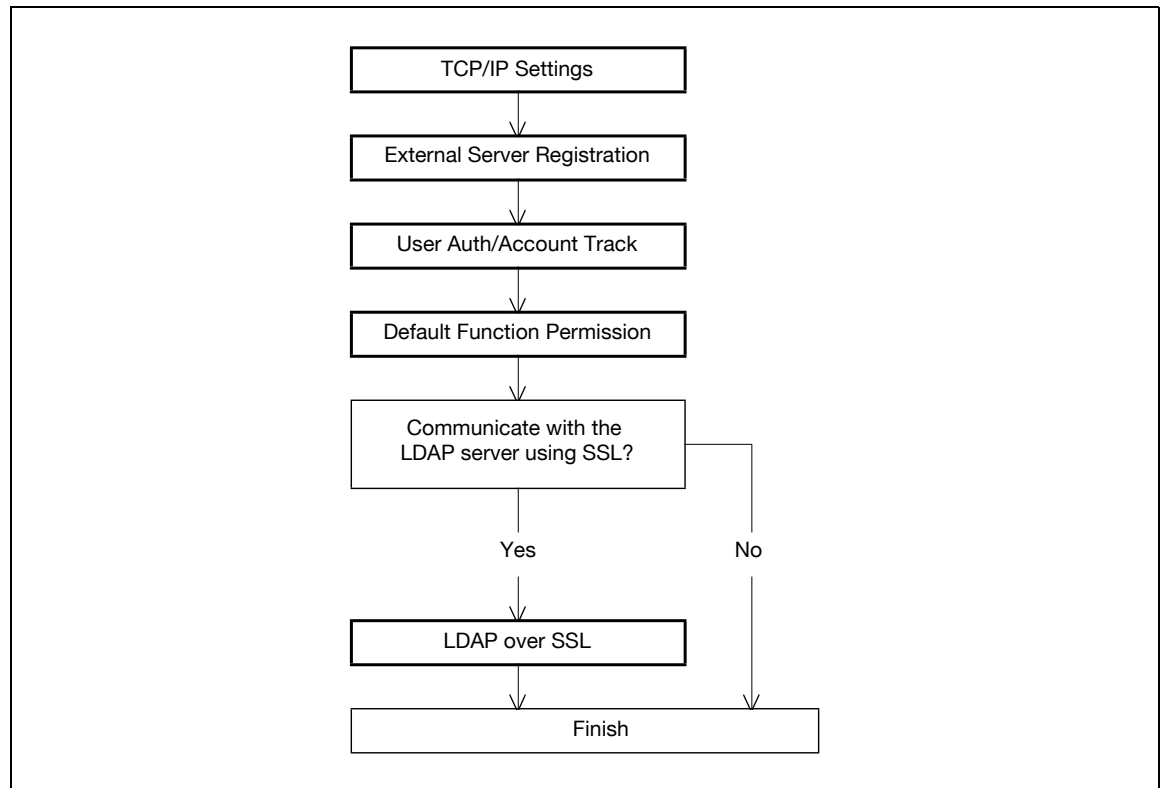 TCP/IP Settings
External Server Registration
User Auth/Account Track
Default Function Permission
Communicate with the
LDAP server using SSL?
Yes
No
LDAP over SSL
Finish